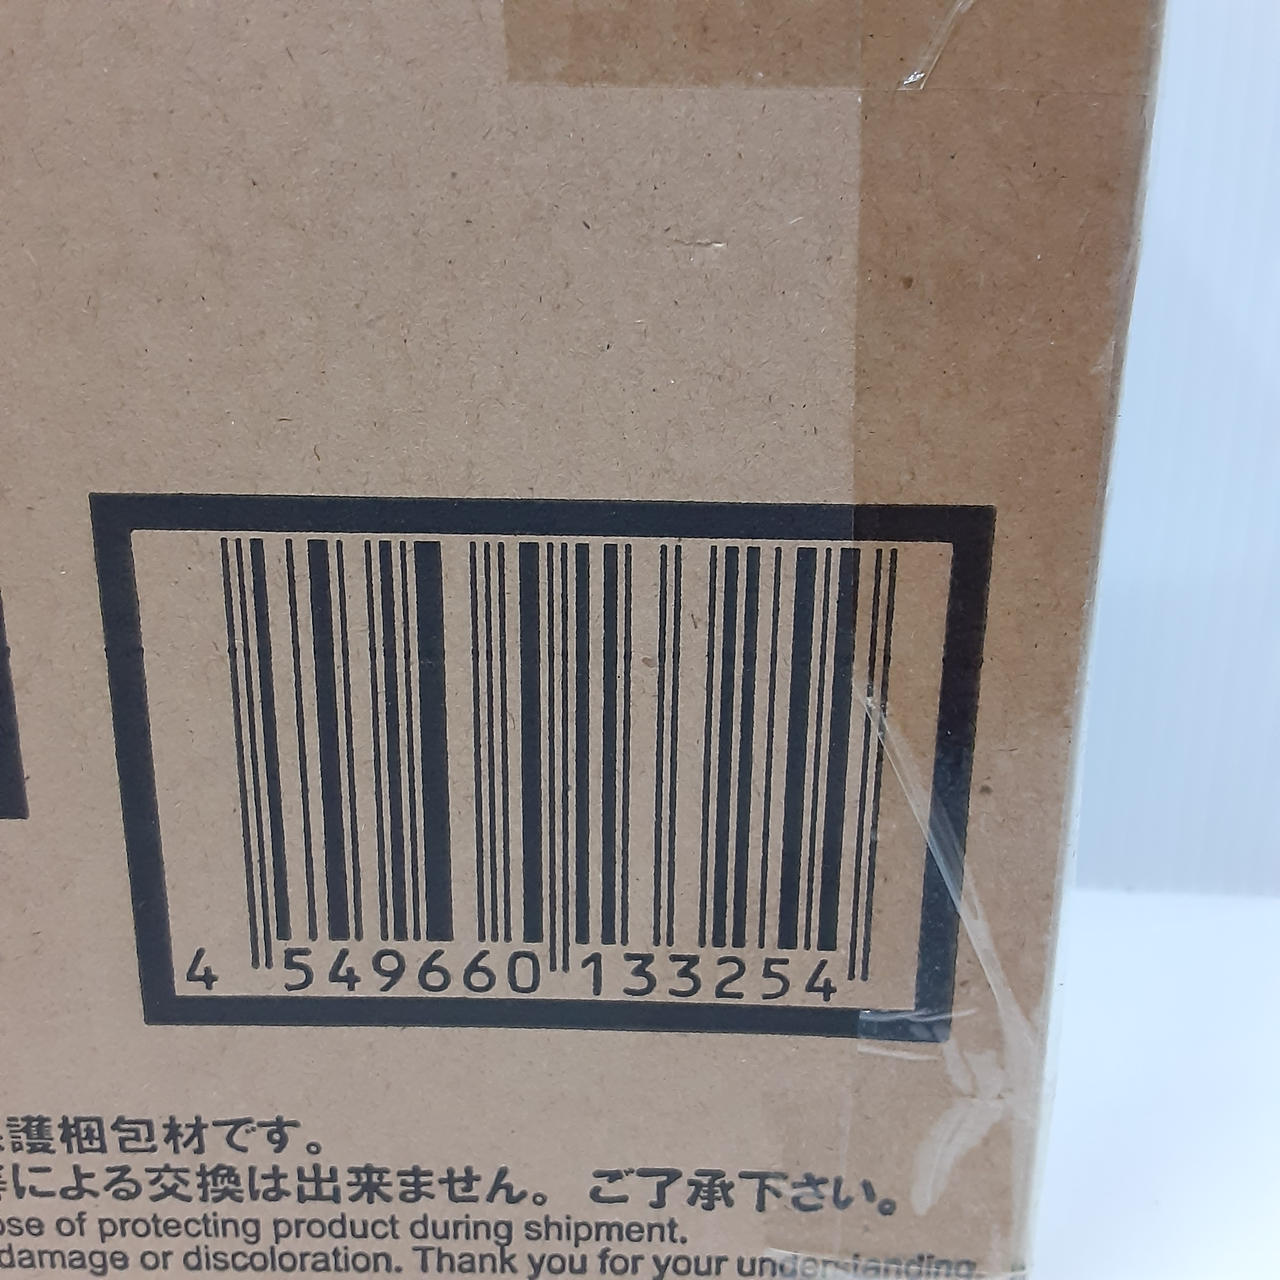 4 549660 133254
護梱包材です。
による交換は出来ません。 ご了承下さい。
of protecting product during shipment.
damage or discoloration. Thank you for your understanding.